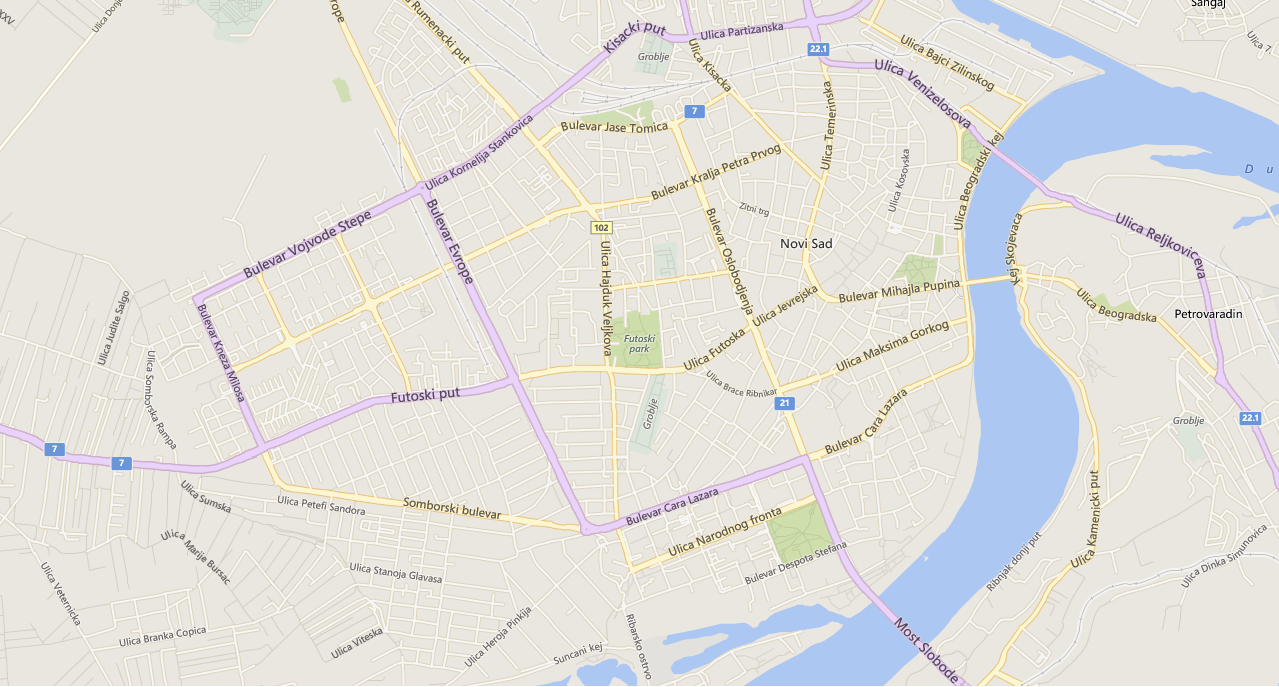 XXV
Ulica Donje
Evrope
Rumenacki put
Kisacki put
Ulica Partizanska
Sangaj
Ulica 7.
Groblje
Ulica Kisacka
22.1
Ulica Bajci Zilinskog
Ulica Venizelosova
7
Bulevar Jase Tomica
Ulica Kornelija Stankovica
Ulica Temerinska
Ulica Beogradski kej
Bulevar Kralja Petra Prvog
Ulica Kosovska
D u
Bulevar Vojvode Stepe
Bulevar Evrope
102
Zitni trg
Novi Sad
Bulevar Oslobodjenja
Kej Skojevaca
Ulica Reljkoviceva
Ulica Hajduk Veljkova
Ulica Jevrejska
Bulevar Mihajla Pupina
Ulica Beogradska
Petrovaradin
Ulica Judite Salgo
Bulevar Kneza Milosa
Futoski
park
Ulica Futoska
Ulica Maksima Gorkog
Ulica Somborska Rampa
Futoski put
Ulica Brace Ribnikar
21
Groblje
Bulevar Cara Lazara
Groblje
22.1
7
7
Ulica Sumska
Ulica Petefi Sandora
Somborski bulevar
Bulevar Cara Lazara
Ulica Narodnog fronta
Bulevar Despota Stefana
Ulica Kamenicki put
Ribnjak donji put
Ulica Dinka Simunovica
Ulica Marije Bursac
Ulica Stanoja Glavasa
Ulica Veternicka
Ulica Branka Copica
Ulica Viteska
Ulica Heroja Pinkija
Suncani kej
Ribarsko ostrvo
Most Slobode